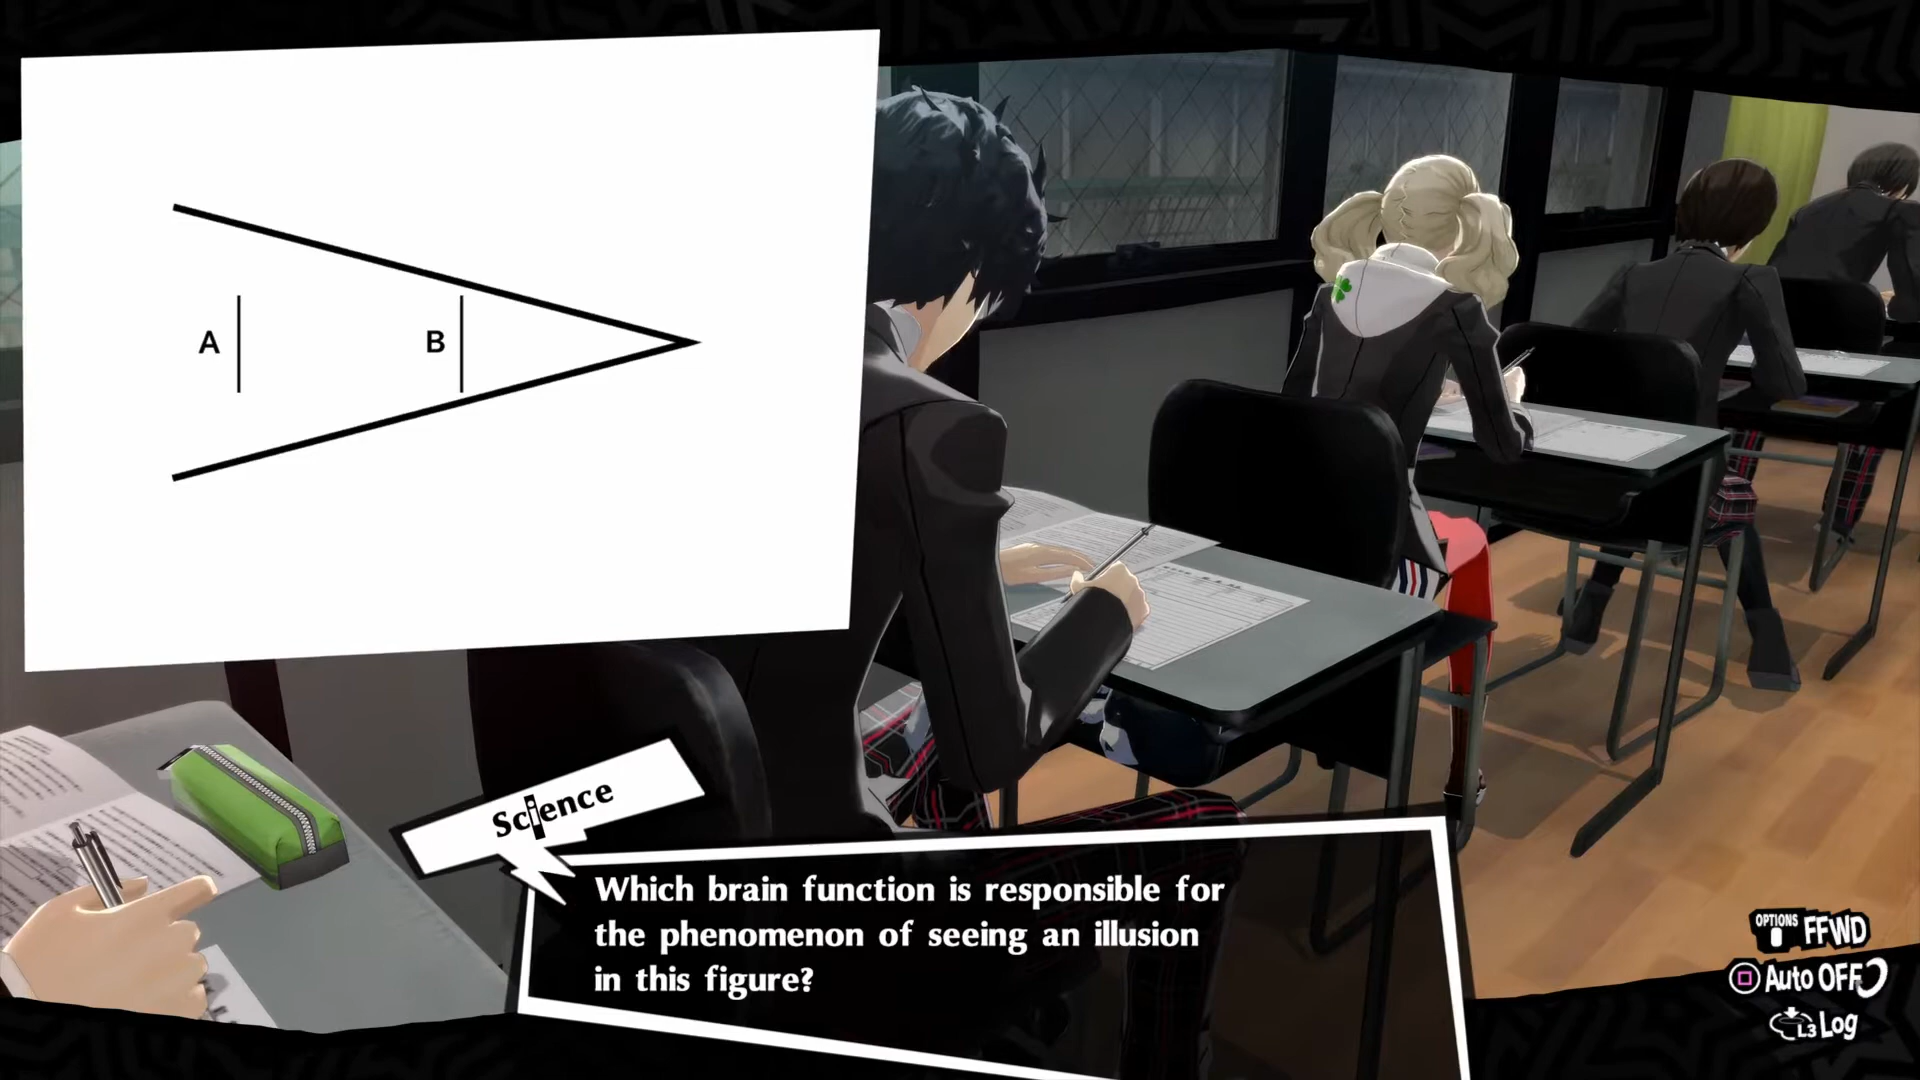 A
B
Science
Which brain function is responsible for
the phenomenon of seeing an illusion
in this figure?
OPTIONS FFWD
Auto OFF
L3 Log